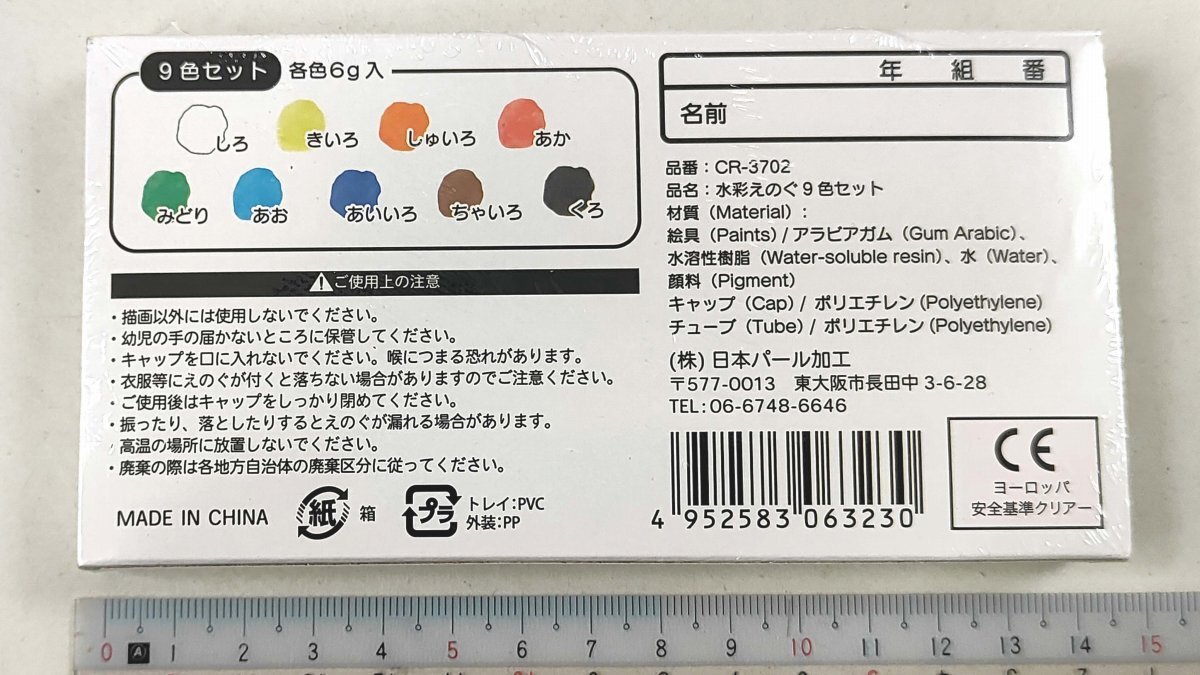 9色セット 各色6g入
しろ きいろ しゅいろ あか
みどり あお あいいろ ちゃいろ くろ
ご使用上の注意
・描画以外には使用しないでください。
・幼児の手の届かないところに保管してください。
・キャップを口に入れないでください。喉につまる恐れがあります。
・衣服等にえのぐが付くと落ちない場合がありますのでご注意ください。
・ご使用後はキャップをしっかり閉めてください。
・振ったり、落としたりするとえのぐが漏れる場合があります。
・高温の場所に放置しないでください。
・廃棄の際は各地方自治体の廃棄区分に従ってください。
MADE IN CHINA
紙 箱
プラ トレイ:PVC
外装:PP
年 組 番
名前
品番:CR-3702
品名:水彩えのぐ9色セット
材質(Material):
絵具(Paints)/アラビアガム(Gum Arabic)、
水溶性樹脂(Water-soluble resin)、水(Water)、
顔料(Pigment)
キャップ(Cap)/ ポリエチレン(Polyethylene)
チューブ(Tube)/ ポリエチレン(Polyethylene)
(株)日本パール加工
〒577-0013 東大阪市長田中3-6-28
TEL:06-6748-6646
4 952583 063230
CE
ヨーロッパ
安全基準クリアー
0 A 1 2 3 4 5 6 7 8 9 10 11 12 13 14 15